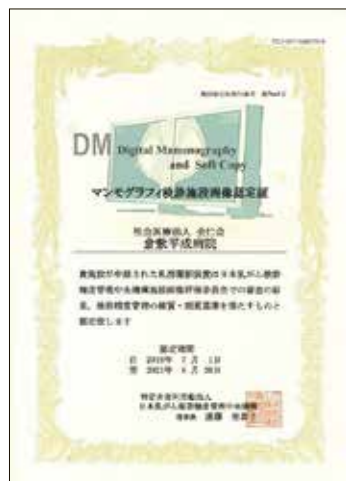 DM Digital Mammography
and Soft Copy
マンモグラフィ検診施設画像認定証
社会医療法人 全仁会
倉敷平成病院
貴施設が申請された乳房撮影装置は日本乳がん検診
精度管理中央機構施設画像評価委員会での審査の結
果、施設精度管理の線質・画質基準を満たすものと
認定致します
認定期間
自 2018年 7月 1日
至 2021年 6月 30日
特定非営利活動法人
日本乳がん検診精度管理中央機構
理事長